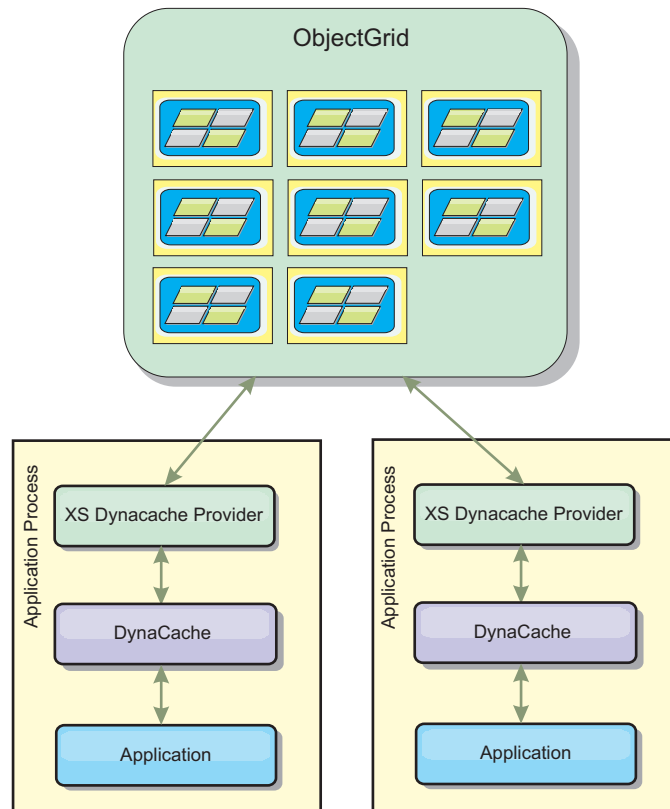 ObjectGrid
Application Process
XS Dynacache Provider
DynaCache
Application
Application Process
XS Dynacache Provider
DynaCache
Application